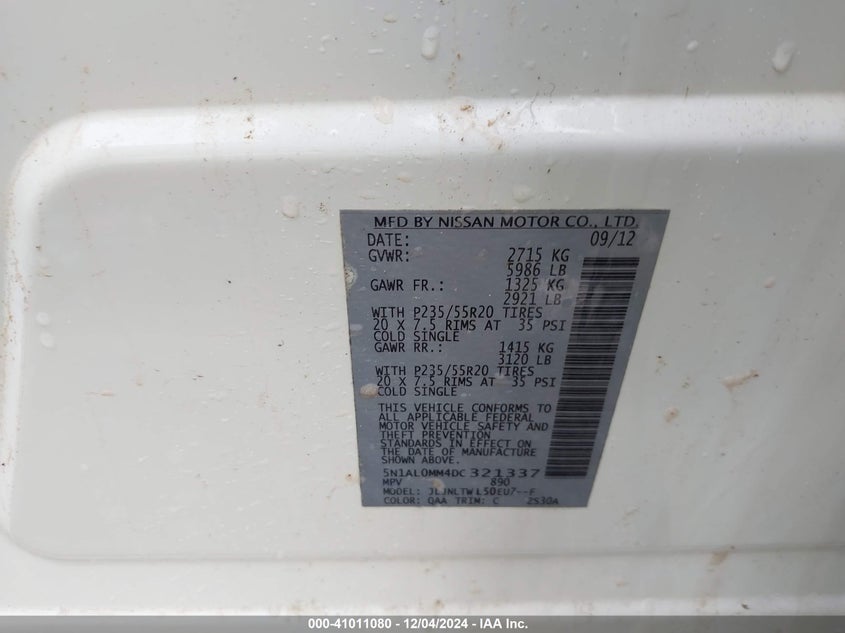 MFD BY NISSAN MOTOR CO., LTD.
DATE: 09/12
GVWR: 2715 KG
5986 LB
GAWR FR.: 1325 KG
2921 LB
WITH P235/55R20 TIRES
20 X 7.5 RIMS AT 35 PSI
COLD SINGLE
GAWR RR.: 1415 KG
3120 LB
WITH P235/55R20 TIRES
20 X 7.5 RIMS AT 35 PSI
COLD SINGLE
THIS VEHICLE CONFORMS TO
ALL APPLICABLE FEDERAL
MOTOR VEHICLE SAFETY AND
THEFT PREVENTION
STANDARDS IN EFFECT ON
THE DATE OF MANUFACTURE
SHOWN ABOVE.
5N1AL0MM4DC321337
MPV 890
MODEL:
COLOR: QAA TRIM: C 2S30A
000-41011080 - 12/04/2024 - IAA Inc.